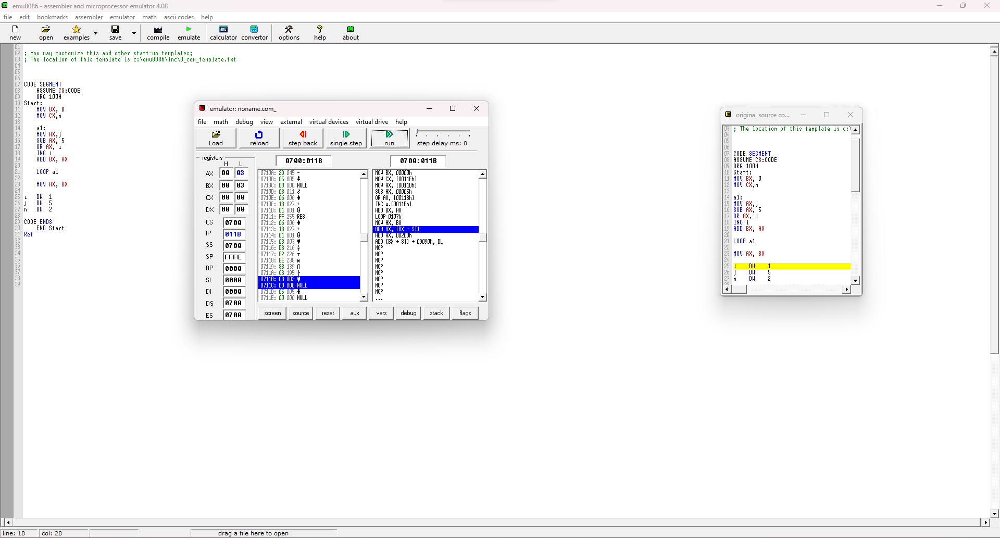 emu8086 - assembler and microprocessor emulator 4.08
file edit bookmarks assembler emulator math ascii codes help
new open examples save compile emulate calculator convertor options help about
01
02 ; You may customize this and other start-up templates;
03 ; The location of this template is c:\emu8086\inc\0_com_template.txt
04
05
06
07 CODE SEGMENT
08 ASSUME CS:CODE
09 ORG 100H
10 Start:
11 MOV BX, 0
12 MOV CX,n
13
14 a1:
15 MOV AX,j
16 SUB AX, 5
17 OR AX, i
18 INC i
19 ADD BX, AX
20
21 LOOP a1
22
23 MOV AX, BX
24
25 i DW 1
26 j DW 5
27 n DW 2
28
29 CODE ENDS
30 END Start
31 Ret
32
33
34
35
36
37
38
39
emulator: noname.com_
file math debug view external virtual devices virtual drive help
Load reload step back single step run step delay ms: 0
registers
H L
AX 00 03
BX 00 03
CX 00 00
DX 00 00
CS 0700
IP 011B
SS 0700
SP FFFE
BP 0000
SI 0000
DI 0000
DS 0700
ES 0700
0700:011B
0710A: 2D 045 -
0710B: 05 005 ♣
0710C: 00 000 NULL
0710D: 0B 011 ♂
0710E: 06 006 ♠
0710F: 1B 027 ←
07110: 01 001 ☺
07111: FF 255 RES
07112: 06 006 ♠
07113: 1B 027 ←
07114: 01 001 ☺
07115: 03 003 ♥
07116: D8 216 ╪
07117: E2 226 т
07118: EE 238 ю
07119: 8B 139 Л
0711A: C3 195 ├
0711B: 03 003 ♥
0711C: 00 000 NULL
0711D: 05 005 ♣
0711E: 00 000 NULL
0700:011B
MOV BX, 00000h
MOV CX, [0011Fh]
MOV AX, [0011Dh]
SUB AX, 00005h
OR AX, [0011Bh]
INC w.[0011Bh]
ADD BX, AX
LOOP 0107h
MOV AX, BX
ADD AX, [BX + SI]
ADD AX, 00200h
ADD [BX + SI] + 09090h, DL
NOP
NOP
NOP
NOP
NOP
NOP
NOP
NOP
...
screen source reset aux vars debug stack flags
original source co...
03 ; The location of this template is c:\
04
05
06
07 CODE SEGMENT
08 ASSUME CS:CODE
09 ORG 100H
10 Start:
11 MOV BX, 0
12 MOV CX,n
13
14 a1:
15 MOV AX,j
16 SUB AX, 5
17 OR AX, i
18 INC i
19 ADD BX, AX
20
21 LOOP a1
22
23 MOV AX, BX
24
25 i DW 1
26 j DW 5
27 n DW 2
line: 18 col: 28 drag a file here to open